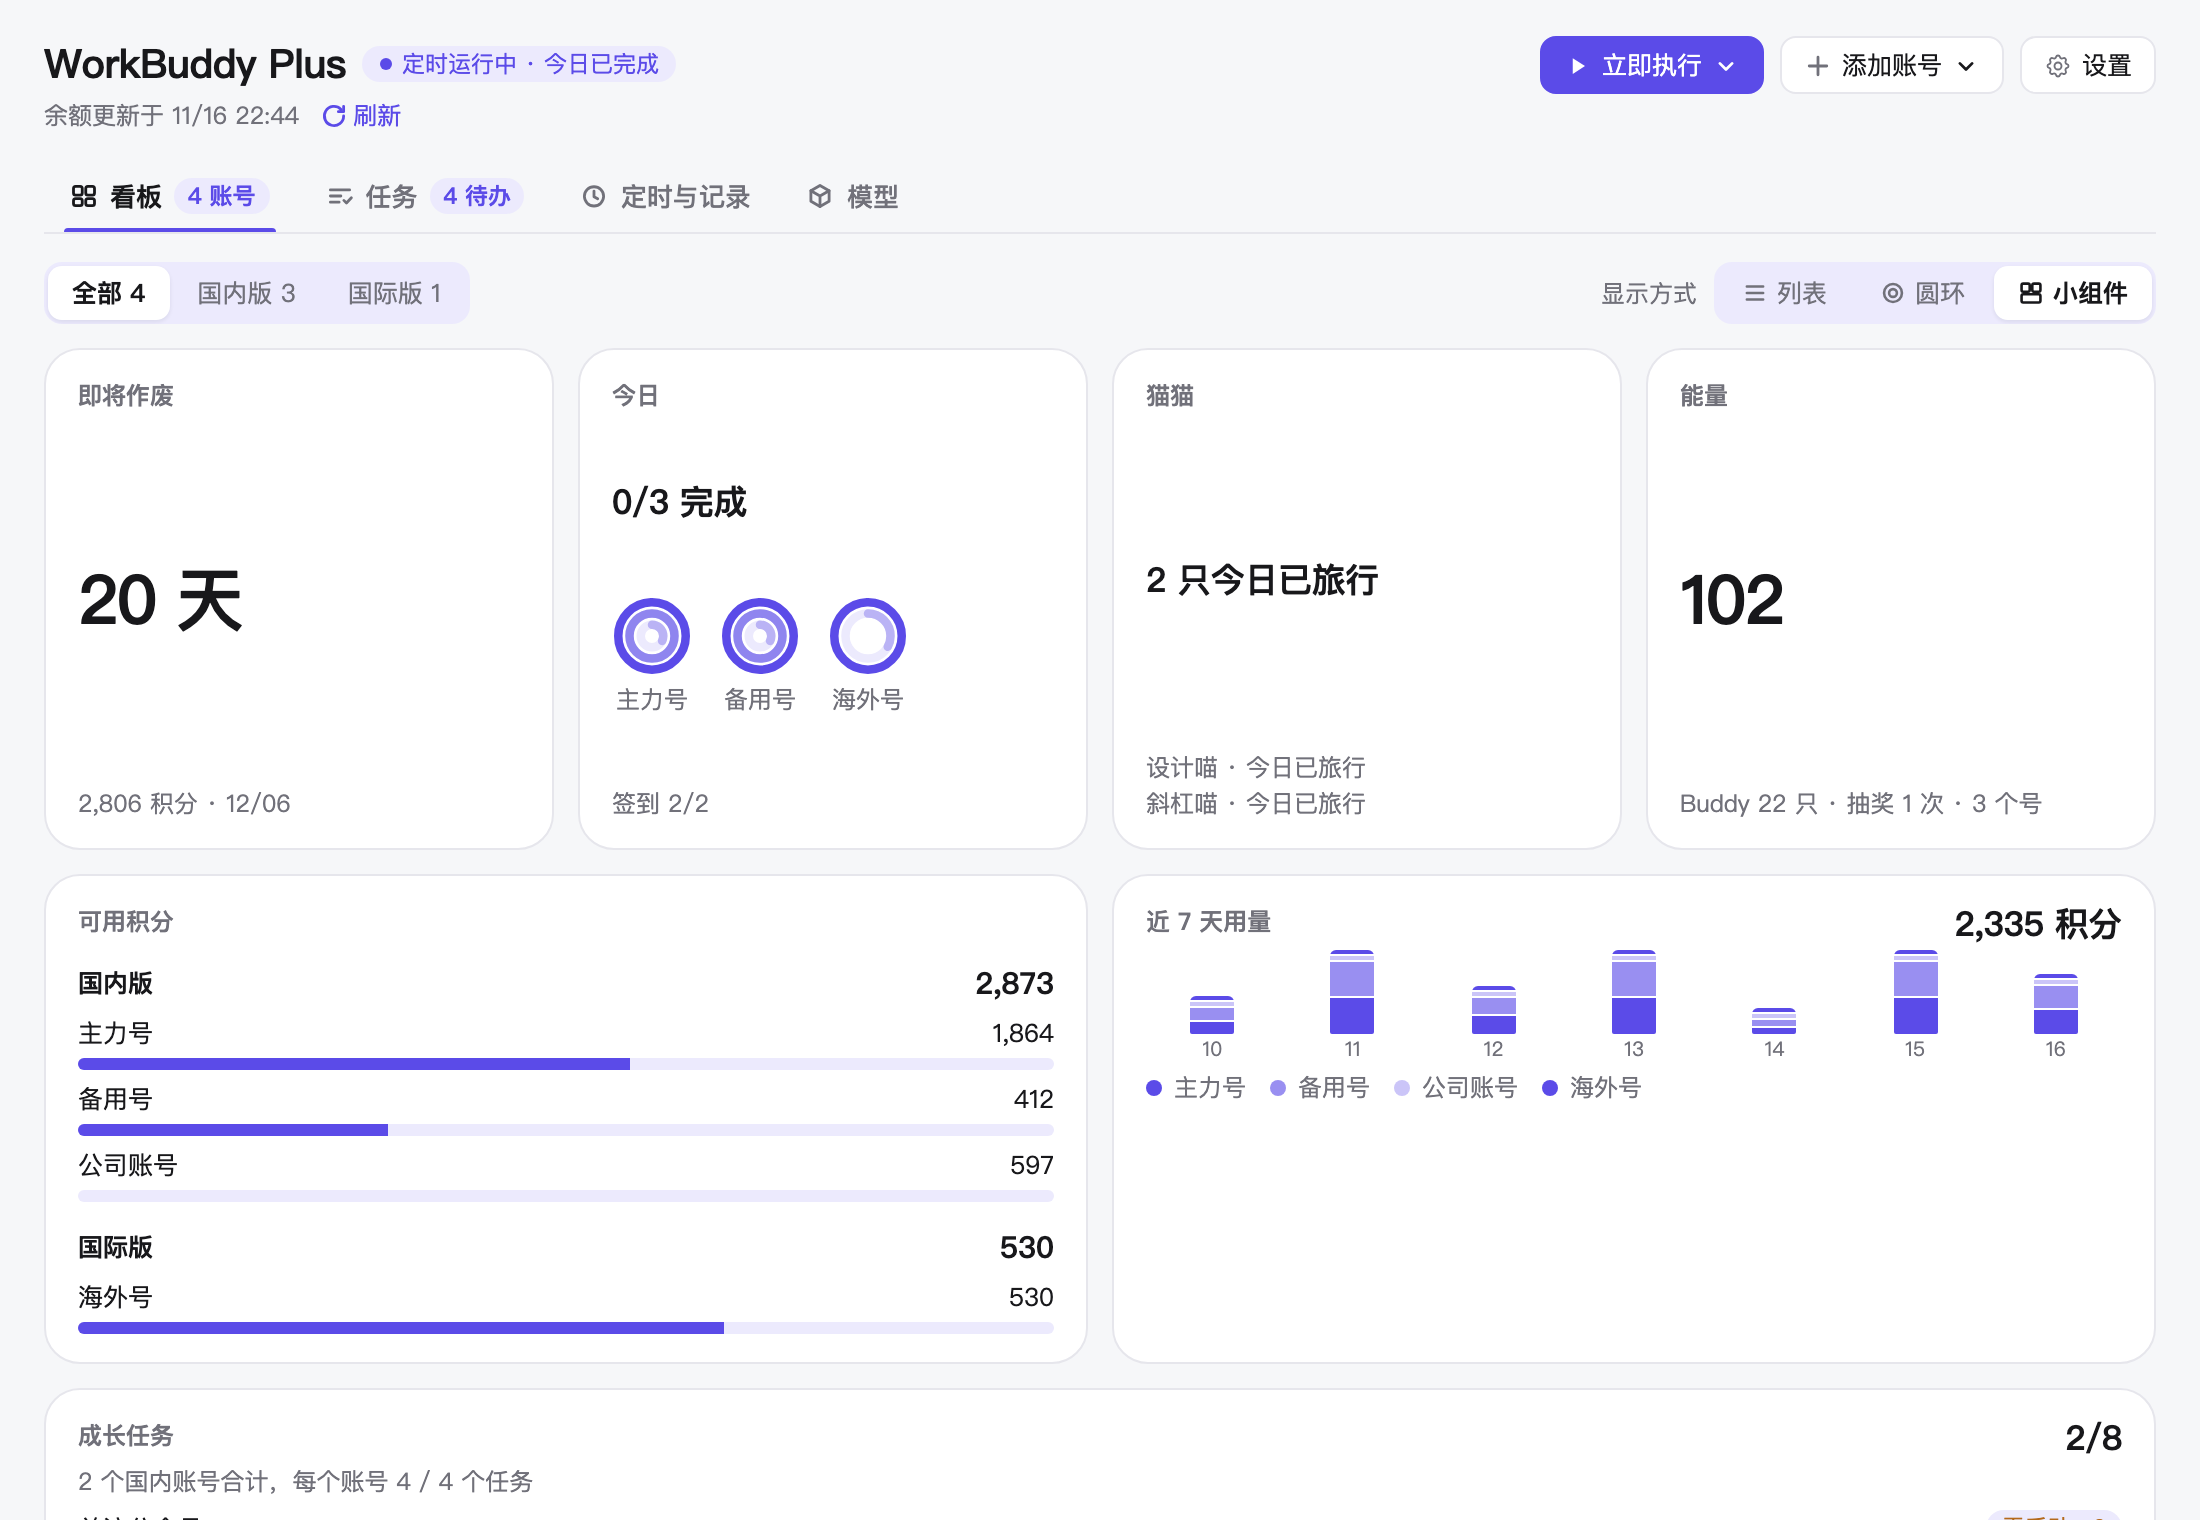 WorkBuddy Plus
定时运行中 · 今日已完成
立即执行
添加账号
设置
余额更新于 11/16 22:44 刷新
看板 4 账号
任务 4 待办
定时与记录
模型
全部 4
国内版 3
国际版 1
显示方式
列表
圆环
小组件
即将作废
20 天
2,806 积分 · 12/06
今日
0/3 完成
主力号 备用号 海外号
签到 2/2
猫猫
2 只今日已旅行
设计喵 · 今日已旅行
斜杠喵 · 今日已旅行
能量
102
Buddy 22 只 · 抽奖 1 次 · 3 个号
可用积分
国内版 2,873
主力号 1,864
备用号 412
公司账号 597
国际版 530
海外号 530
近 7 天用量 2,335 积分
10 11 12 13 14 15 16
主力号 备用号 公司账号 海外号
成长任务 2/8
2 个国内账号合计，每个账号 4 / 4 个任务